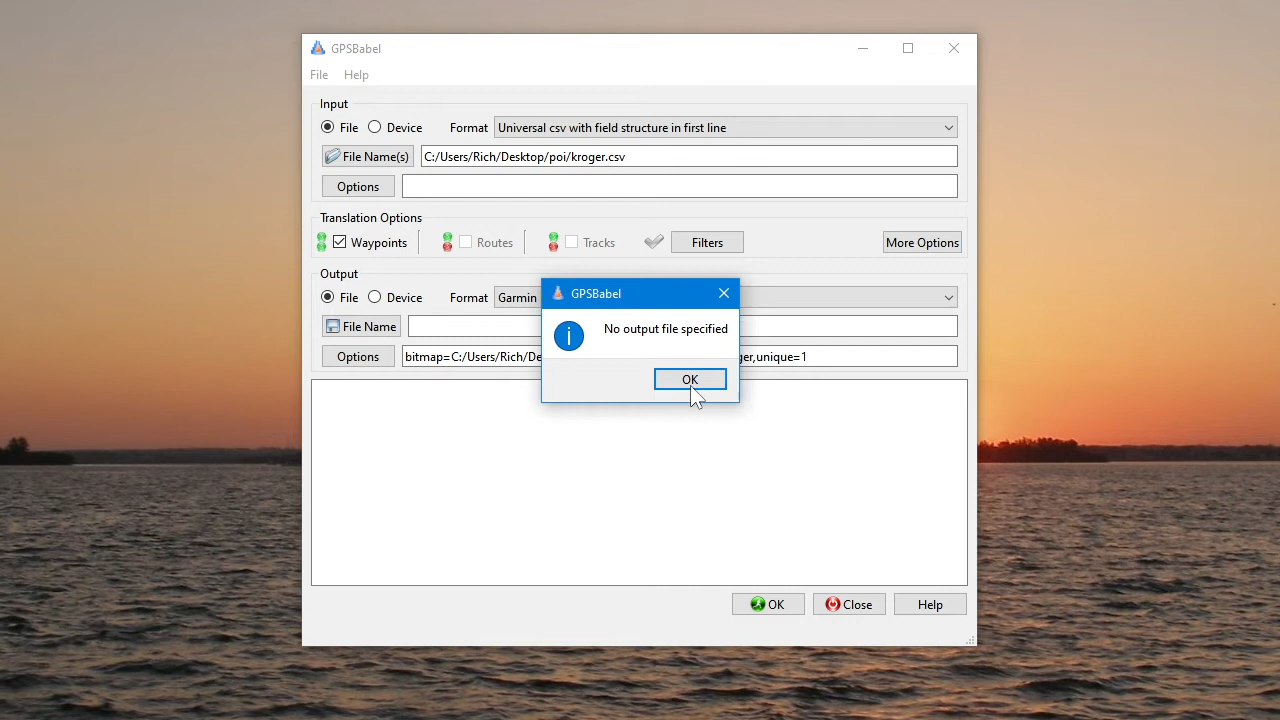 GPSBabel
File Help
Input
File Device Format Universal csv with field structure in first line
File Name(s) C:/Users/Rich/Desktop/poi/kroger.csv
Options
Translation Options
Waypoints Routes Tracks Filters More Options
Output
File Device Format Garmin
File Name
Options bitmap=C:/Users/Rich/De ger,unique=1
GPSBabel
No output file specified
OK
OK Close Help